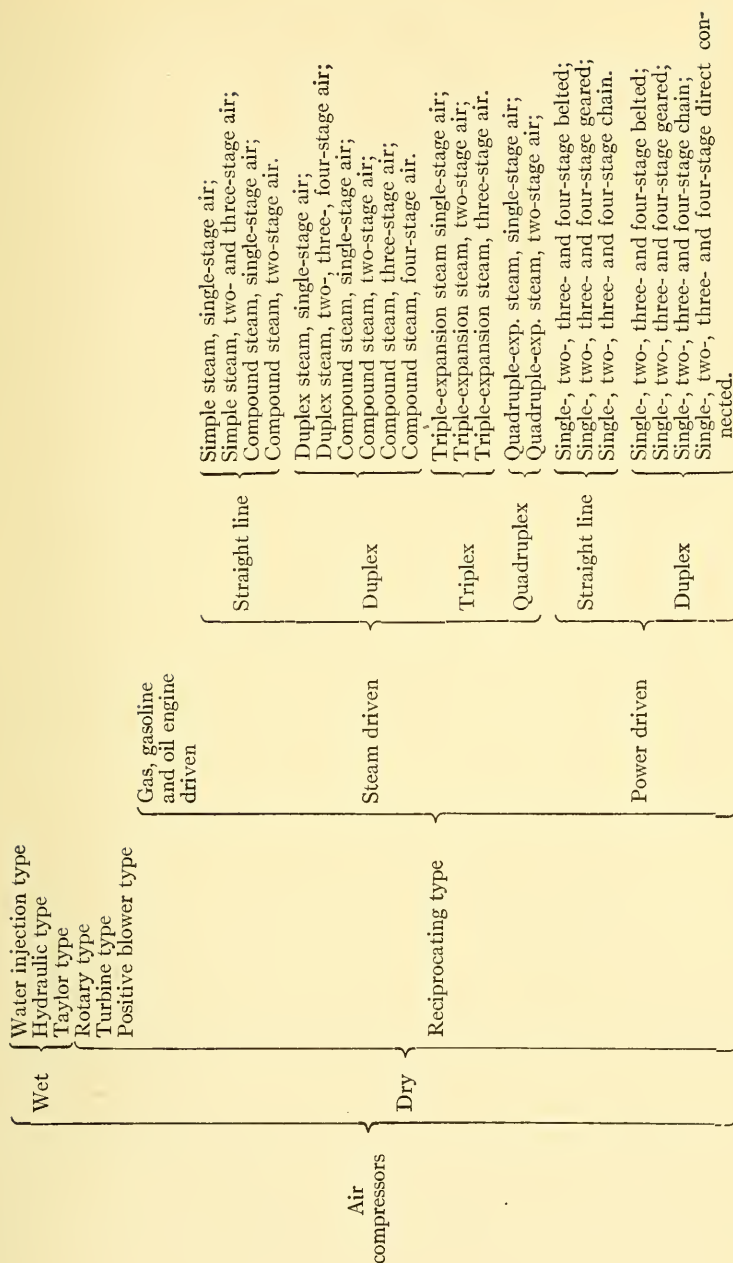 Air
compressors
Wet
Water injection type
Hydraulic type
Taylor type
Dry
Rotary type
Turbine type
Positive blower type
Reciprocating type
Gas, gasoline
and oil engine
driven
Steam driven
Straight line
Simple steam, single-stage air;
Simple steam, two- and three-stage air;
Compound steam, single-stage air;
Compound steam, two-stage air.
Duplex
Duplex steam, single-stage air;
Duplex steam, two-, three-, four-stage air;
Compound steam, single-stage air;
Compound steam, two-stage air;
Compound steam, three-stage air;
Compound steam, four-stage air.
Triplex
Triple-expansion steam single-stage air;
Triple-expansion steam, two-stage air;
Triple-expansion steam, three-stage air.
Quadruplex
Quadruple-exp. steam, single-stage air;
Quadruple-exp. steam, two-stage air;
Power driven
Straight line
Single-, two-, three- and four-stage belted;
Single-, two-, three- and four-stage geared;
Single-, two-, three- and four-stage chain.
Duplex
Single-, two-, three- and four-stage belted;
Single-, two-, three- and four-stage geared;
Single-, two-, three- and four-stage chain;
Single-, two-, three- and four-stage direct con-
nected.